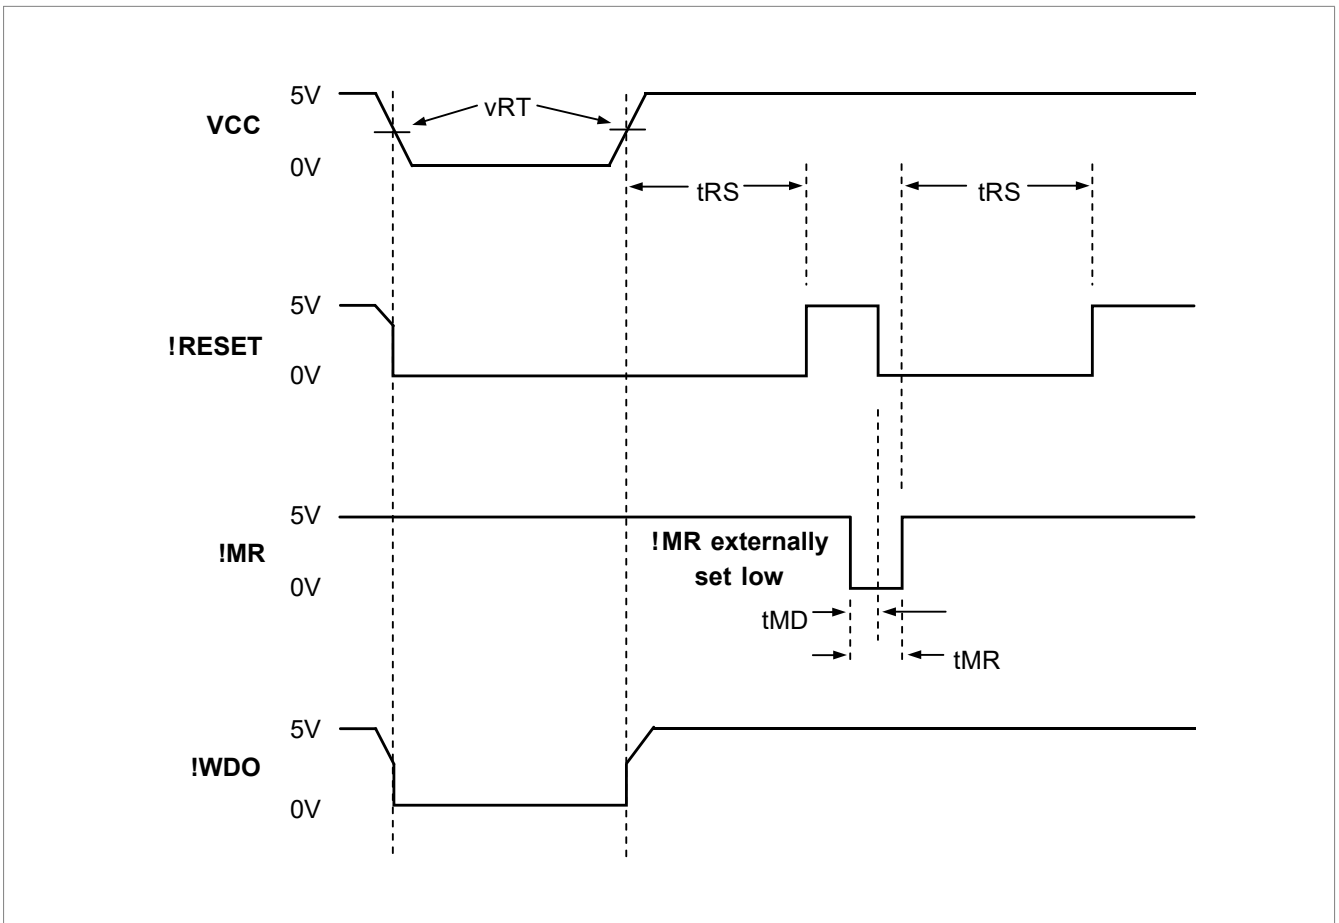 5V
vRT
VCC
0V
tRS
tRS
5V
!RESET
0V
5V
!MR externally
!MR
set low
0V
tMD
tMR
5V
!WDO
0V